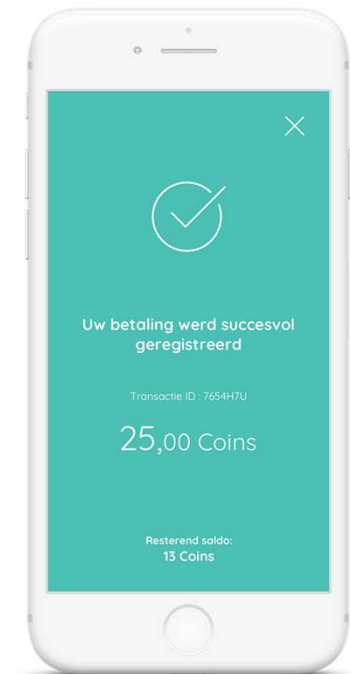 Uw betaling werd succesvol
geregistreerd
Transactie ID : 7654H7U
25,00 Coins
Resterend saldo:
13 Coins